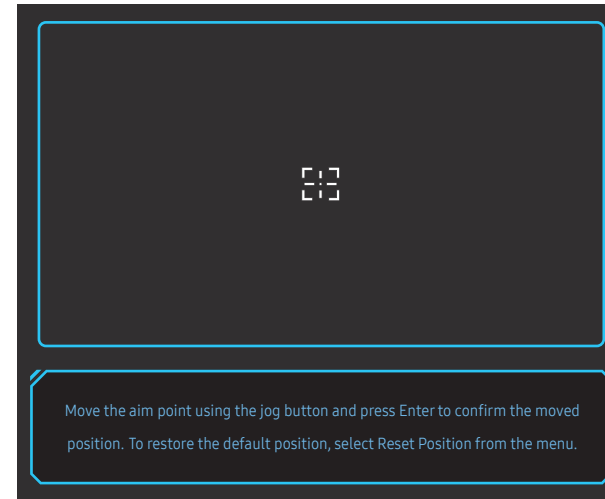 Move the aim point using the jog button and press Enter to confirm the moved
position. To restore the default position, select Reset Position from the menu.